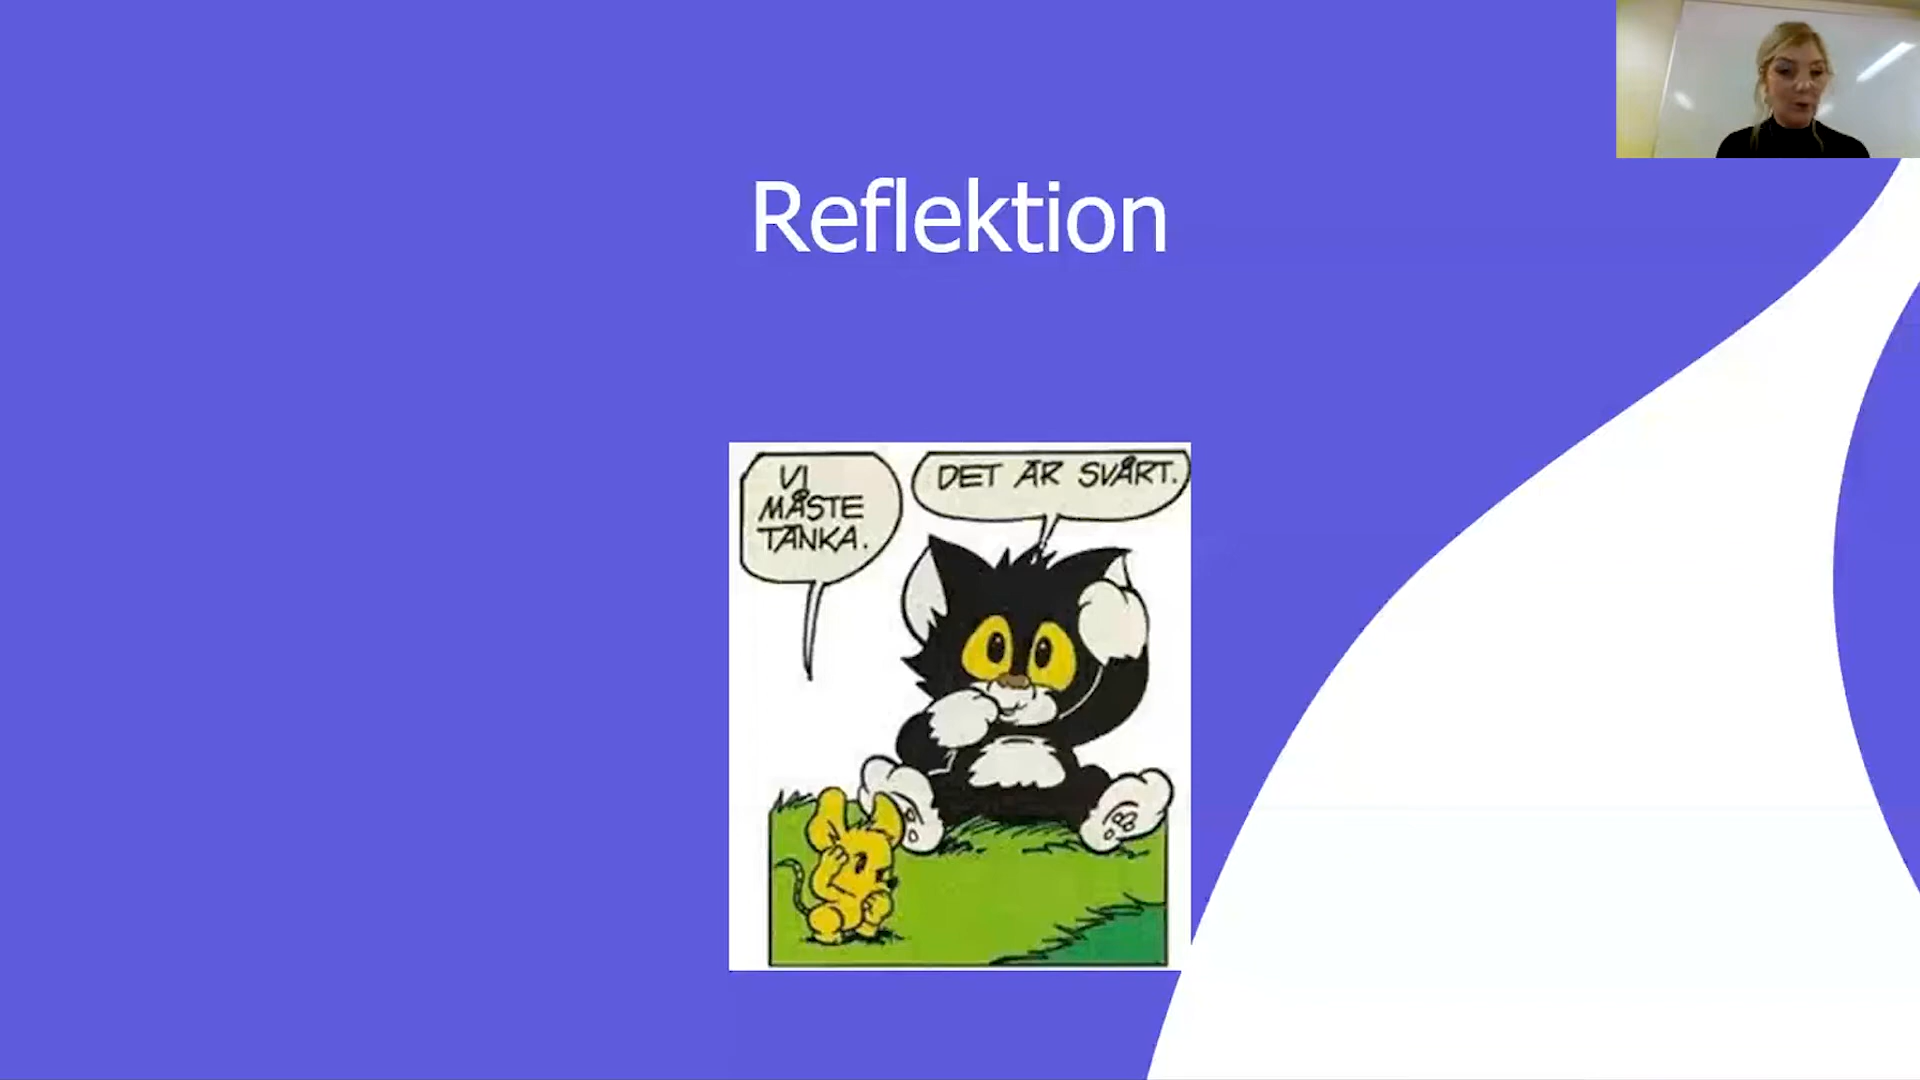 Reflektion
VI
MÅSTE
TÄNKA.
DET ÄR SVÅRT.